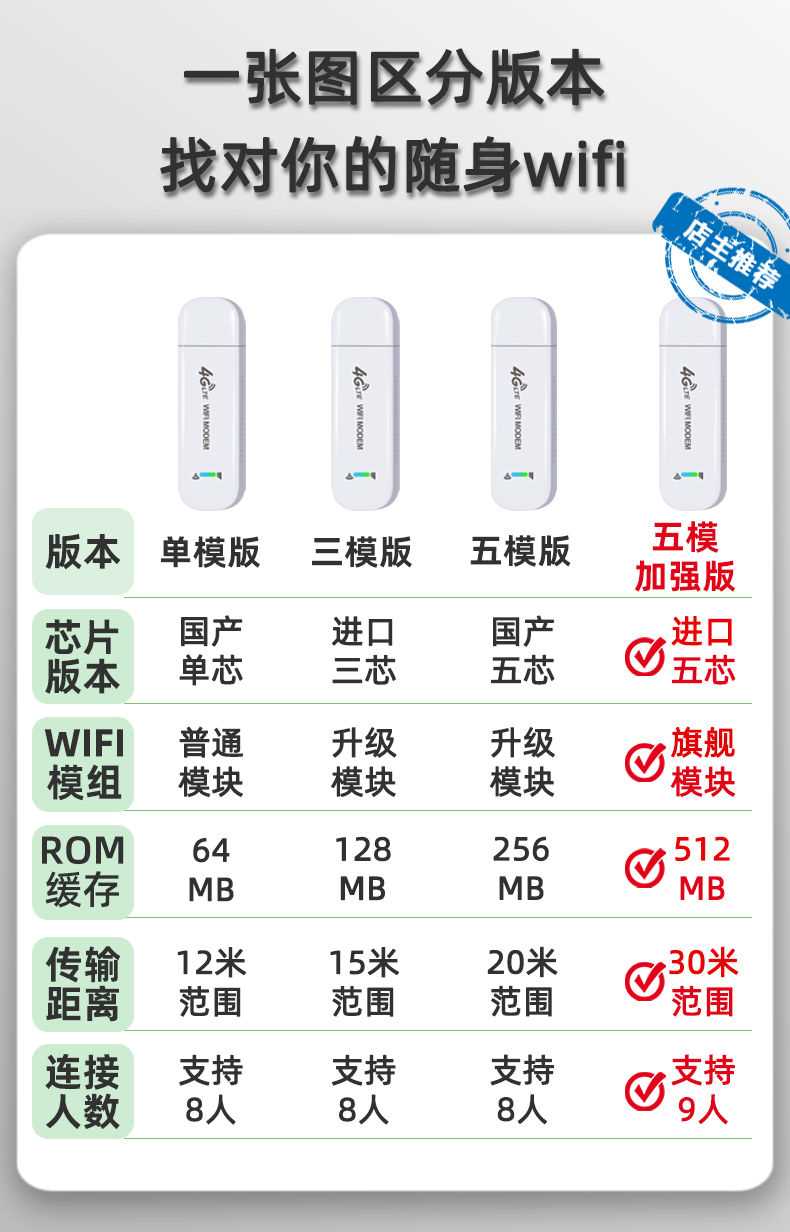 一张图区分版本
找对你的随身wifi
店主推荐
4G LTE WIFI MODEM
4G LTE WIFI MODEM
4G LTE WIFI MODEM
4G LTE WIFI MODEM
版本
单模版
三模版
五模版
五模
加强版
芯片
版本
国产
单芯
进口
三芯
国产
五芯
进口
五芯
WIFI
模组
普通
模块
升级
模块
升级
模块
旗舰
模块
ROM
缓存
64
MB
128
MB
256
MB
512
MB
传输
距离
12米
范围
15米
范围
20米
范围
30米
范围
连接
人数
支持
8人
支持
8人
支持
8人
支持
9人